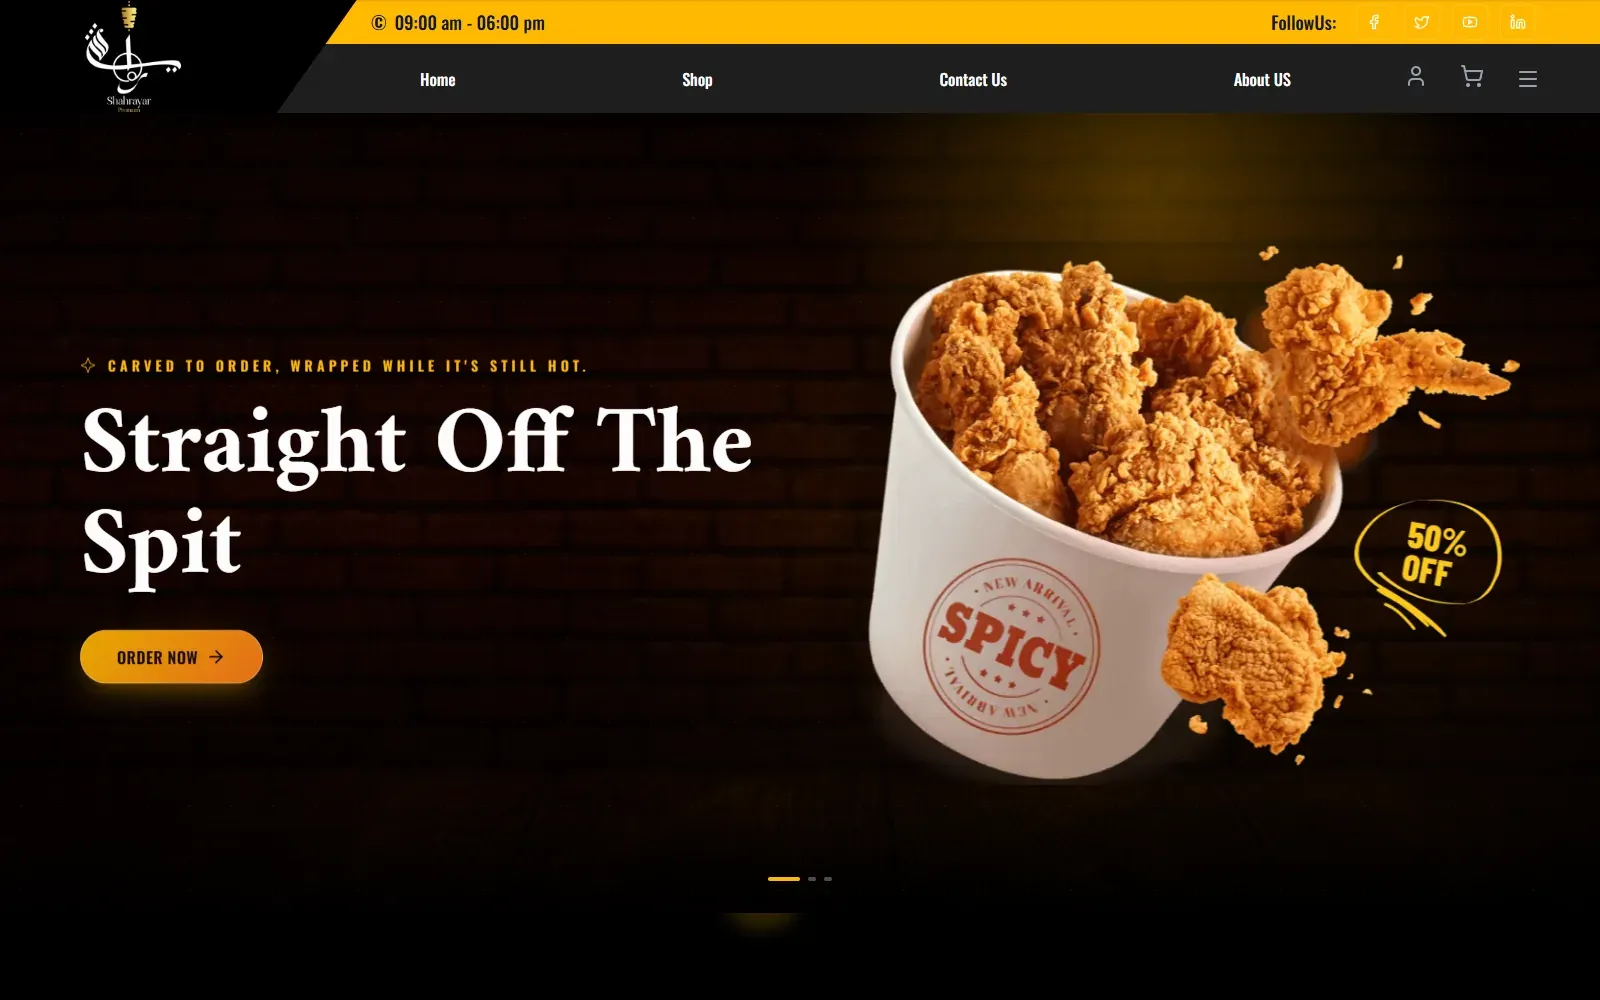 Shahrayar
Premium
© 09:00 am - 06:00 pm
FollowUs:
Home
Shop
Contact Us
About US
CARVED TO ORDER, WRAPPED WHILE IT'S STILL HOT.
Straight Off The
Spit
ORDER NOW
NEW ARRIVAL
SPICY
NEW ARRIVAL
50%
OFF